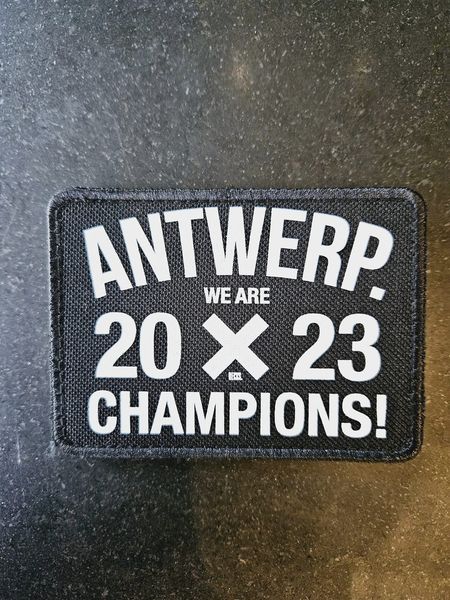 ANTWERP.
WE ARE
20 X 23
CHAMPIONS!